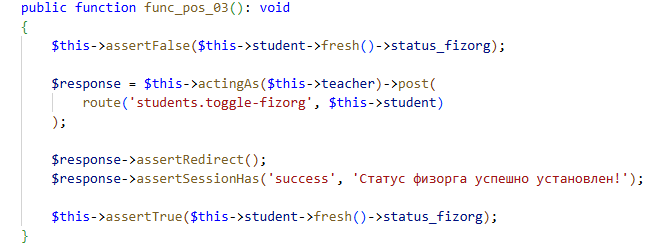 public function func_pos_03(): void
{
    $this->assertFalse($this->student->fresh()->status_fizorg);
    $response = $this->actingAs($this->teacher)->post(
        route('students.toggle-fizorg', $this->student)
    );
    $response->assertRedirect();
    $response->assertSessionHas('success', 'Статус физорга успешно установлен!');
    $this->assertTrue($this->student->fresh()->status_fizorg);
}